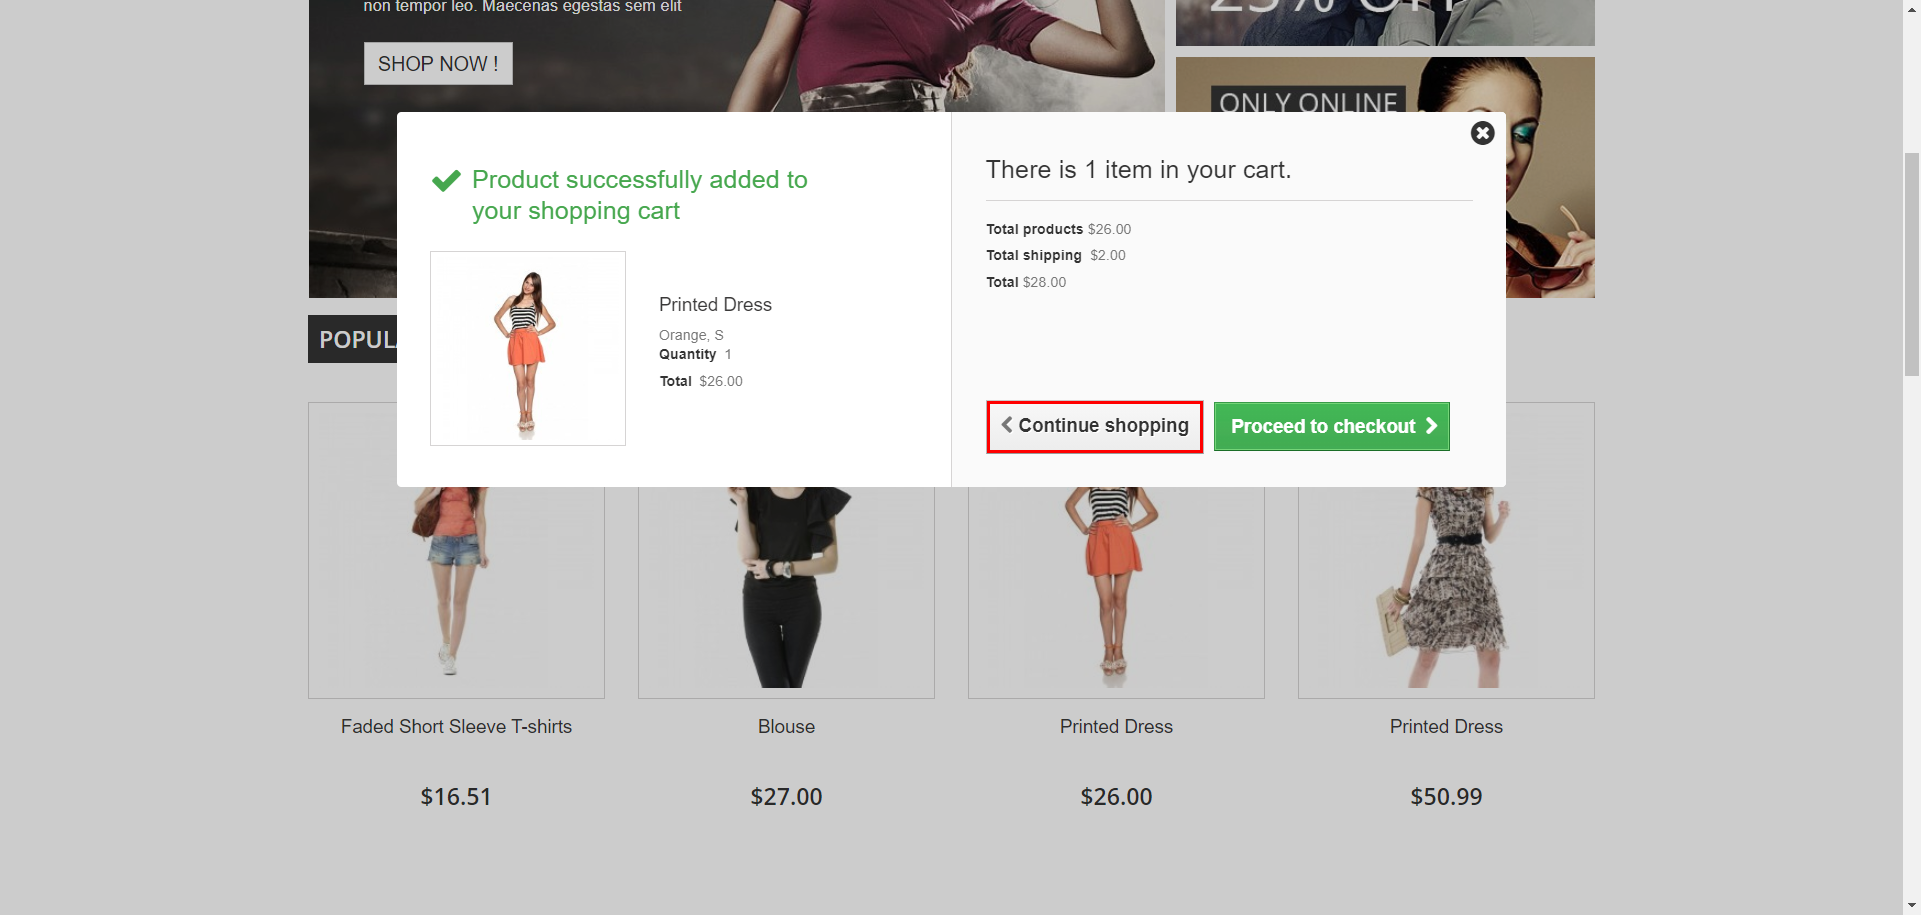 non tempor leo. Maecenas egestas sem elit
SHOP NOW !
ONLY ONLINE
Product successfully added to
your shopping cart
There is 1 item in your cart.
Total products $26.00
Total shipping $2.00
Total $28.00
Printed Dress
Orange, S
Quantity 1
Total $26.00
Continue shopping
Proceed to checkout
Faded Short Sleeve T-shirts
Blouse
Printed Dress
Printed Dress
$16.51
$27.00
$26.00
$50.99